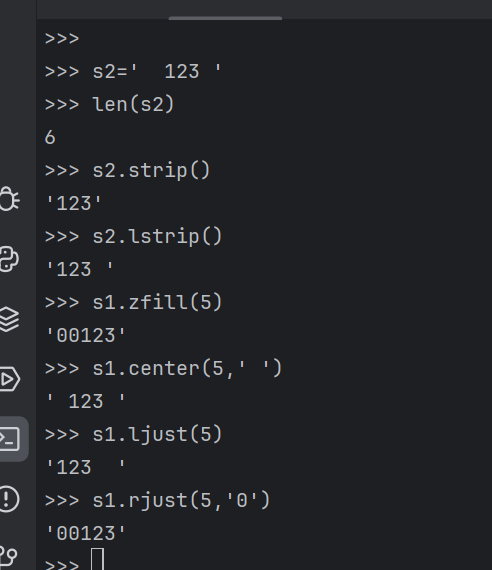 >>>
>>> s2='  123 '
>>> len(s2)
6
>>> s2.strip()
'123'
>>> s2.lstrip()
'123 '
>>> s1.zfill(5)
'00123'
>>> s1.center(5,' ')
' 123 '
>>> s1.ljust(5)
'123  '
>>> s1.rjust(5,'0')
'00123'
>>>